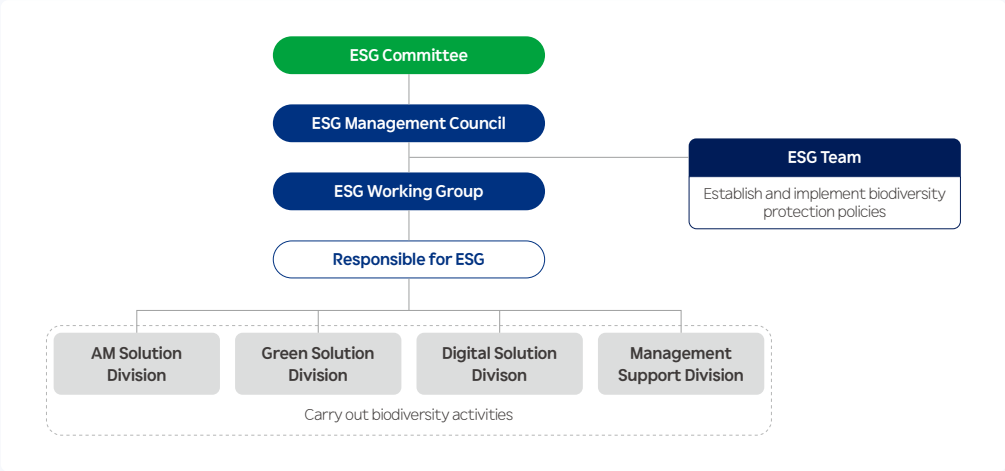 ESG Committee
ESG Management Council
ESG Team
Establish and implement biodiversity
protection policies
ESG Working Group
Responsible for ESG
AM Solution
Division
Green Solution
Division
Digital Solution
Divison
Management
Support Division
Carry out biodiversity activities